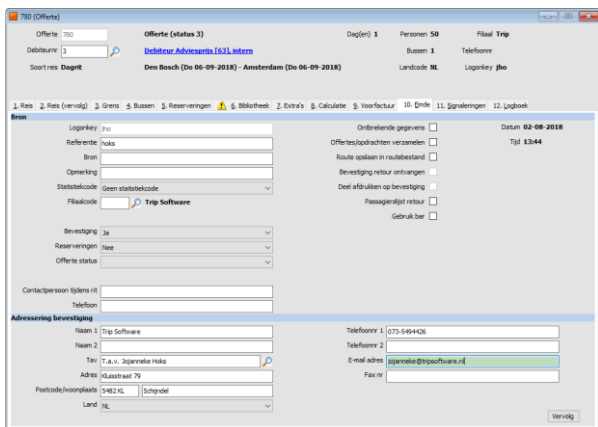 780 (Offerte)
Offerte 780 Offerte (status 3) Dag(en) 1 Personen 50 Filiaal Trip
Debiteurnr 3 Debiteur Adviesprijs [63], intern Bussen 1 Telefoonnr
Soort reis Dagrit Den Bosch (Do 06-09-2018) - Amsterdam (Do 06-09-2018) Landcode NL Logonkey jho
1. Reis 2. Reis (vervolg) 3. Grens 4. Bussen 5. Reserveringen 6. Bibliotheek 7. Extra's 8. Calculatie 9. Voorfactuur 10. Einde 11. Signaleringen 12. Logboek
Bron
Logonkey jho Ontbrekende gegevens Datum 02-08-2018
Referentie hoks Offertes/opdrachten verzamelen Tijd 13:44
Bron Route opslaan in routebestand
Opmerking Bevestiging retour ontvangen
Statistiekcode Geen statistiekcode Deel afdrukken op bevestiging
Filiaalcode Trip Software Passagierslijst retour
Gebruik bar
Bevestiging Ja
Reserveringen Nee
Offerte status
Contactpersoon tijdens rit
Telefoon
Adressering bevestiging
Naam 1 Trip Software Telefoonnr 1 073-5494426
Naam 2 Telefoonnr 2
Tav T.a.v. Jojanneke Hoks E-mail adres jojanneke@tripsoftware.nl
Adres Kluisstraat 79 Fax nr
Postcode/woonplaats 5482 KL Schijndel
Land NL
Vervolg